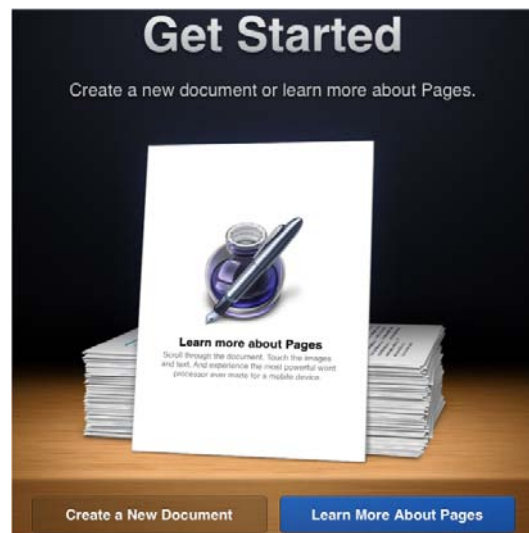 Get Started
Create a new document or learn more about Pages.
Learn more about Pages
Scroll through the document. Touch the images
and text. And experience the most powerful word
processor ever made for a mobile device.
Create a New Document
Learn More About Pages